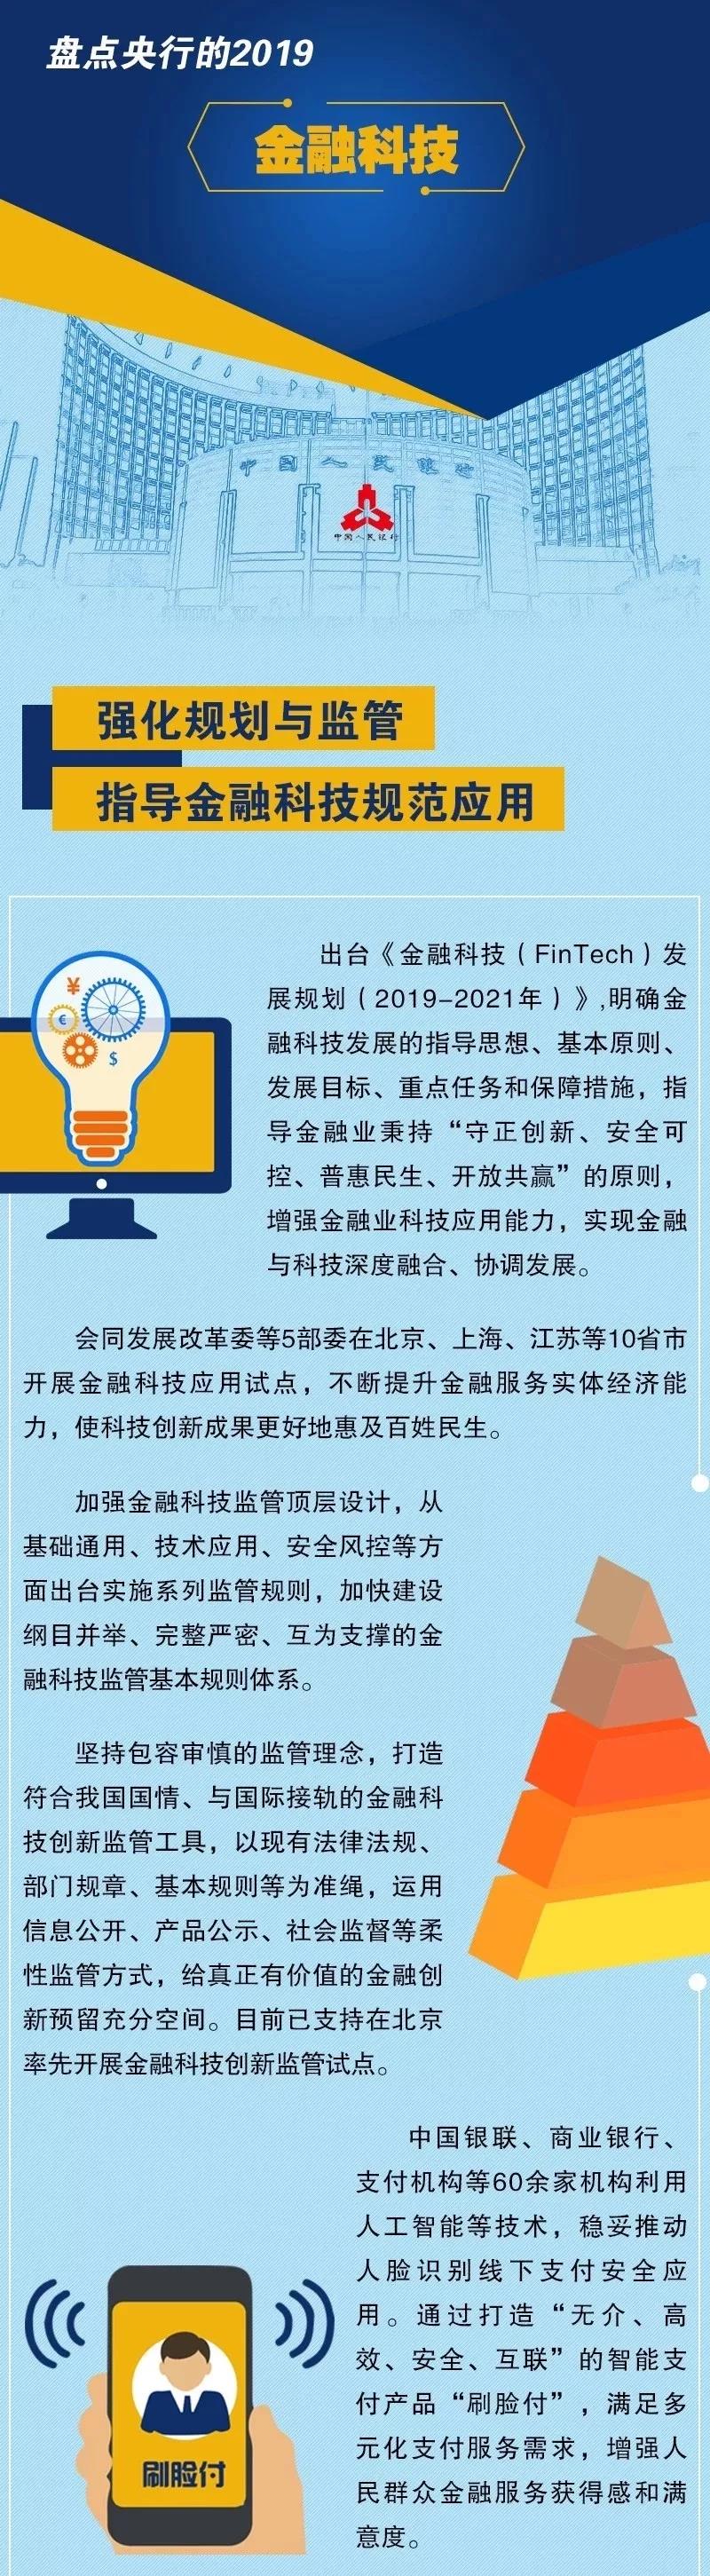 盘点央行的2019
金融科技
中国人民银行
中国人民银行
强化规划与监管
指导金融科技规范应用
出台《金融科技（FinTech）发
展规划（2019-2021年）》,明确金
融科技发展的指导思想、基本原则、
发展目标、重点任务和保障措施，指
导金融业秉持“守正创新、安全可
控、普惠民生、开放共赢”的原则，
增强金融业科技应用能力，实现金融
与科技深度融合、协调发展。
¥
€
$
会同发展改革委等5部委在北京、上海、江苏等10省市
开展金融科技应用试点，不断提升金融服务实体经济能
力，使科技创新成果更好地惠及百姓民生。
加强金融科技监管顶层设计，从
基础通用、技术应用、安全风控等方
面出台实施系列监管规则，加快建设
纲目并举、完整严密、互为支撑的金
融科技监管基本规则体系。
坚持包容审慎的监管理念，打造
符合我国国情、与国际接轨的金融科
技创新监管工具，以现有法律法规、
部门规章、基本规则等为准绳，运用
信息公开、产品公示、社会监督等柔
性监管方式，给真正有价值的金融创
新预留充分空间。目前已支持在北京
率先开展金融科技创新监管试点。
中国银联、商业银行、
支付机构等60余家机构利用
人工智能等技术，稳妥推动
人脸识别线下支付安全应
用。通过打造“无介、高
效、安全、互联”的智能支
付产品“刷脸付”，满足多
元化支付服务需求，增强人
民群众金融服务获得感和满
意度。
刷脸付